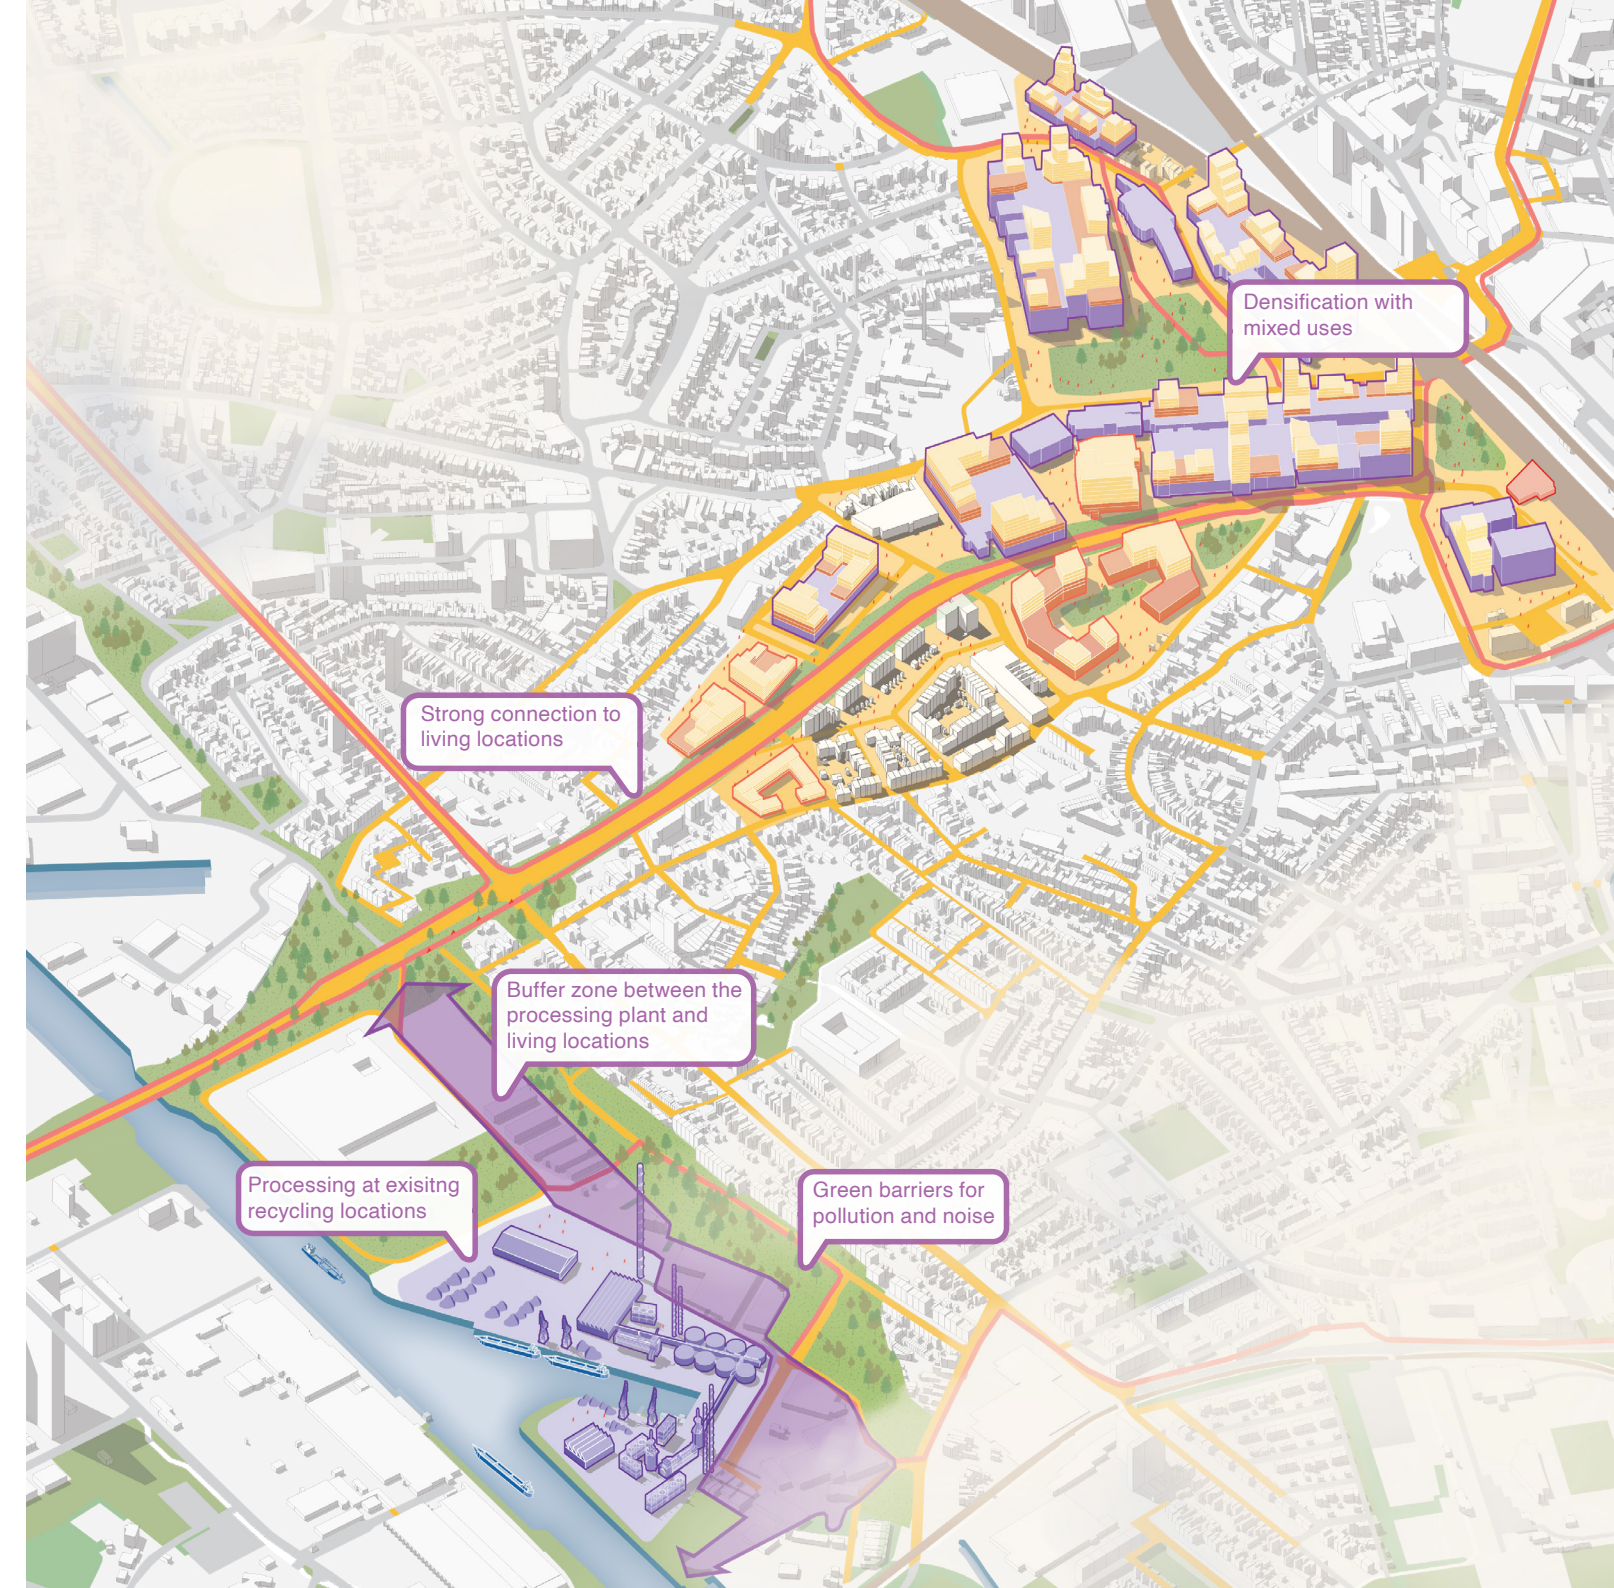 Densification with
mixed uses
Strong connection to
living locations
Buffer zone between the
processing plant and
living locations
Processing at exisitng
recycling locations
Green barriers for
pollution and noise